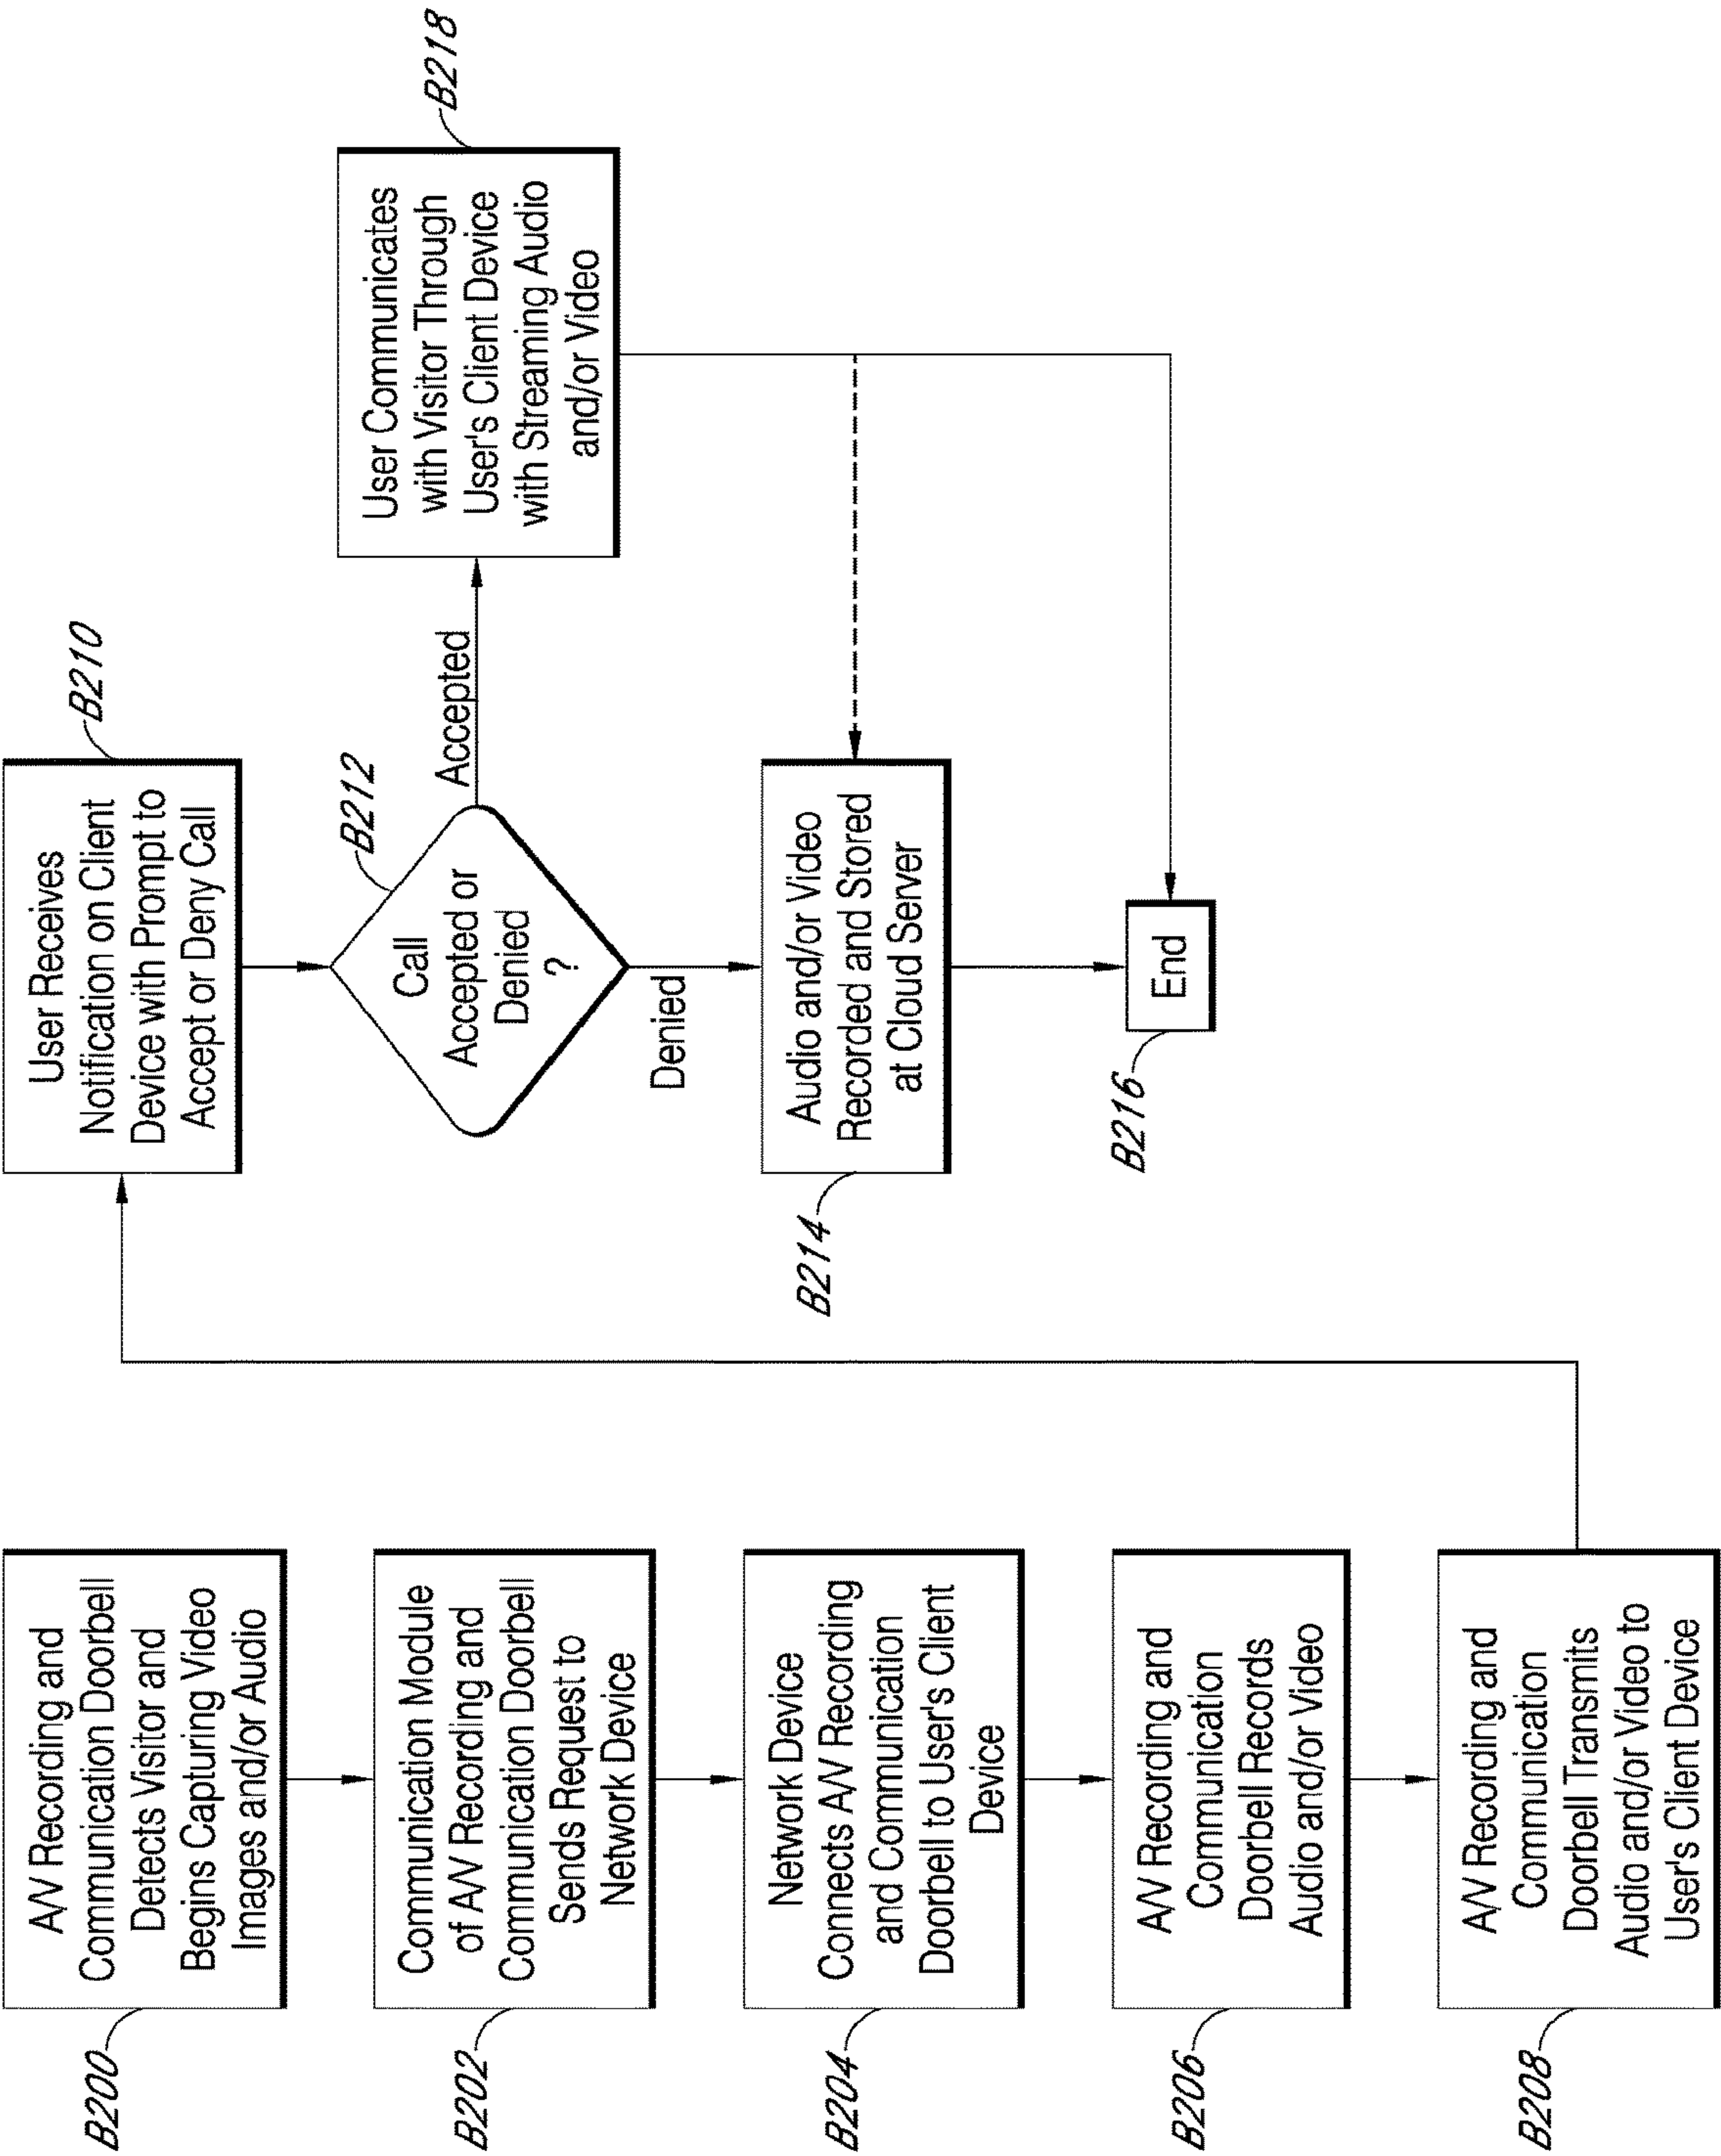 B200
A/V Recording and
Communication Doorbell
Detects Visitor and
Begins Capturing Video
Images and/or Audio
B202
Communication Module
of A/V Recording and
Communication Doorbell
Sends Request to
Network Device
B204
Network Device
Connects A/V Recording
and Communication
Doorbell to User's Client
Device
B206
A/V Recording and
Communication
Doorbell Records
Audio and/or Video
B208
A/V Recording and
Communication
Doorbell Transmits
Audio and/or Video to
User's Client Device
B210
User Receives
Notification on Client
Device with Prompt to
Accept or Deny Call
B212
Call
Accepted or
Denied
?
Accepted
Denied
B218
User Communicates
with Visitor Through
User's Client Device
with Streaming Audio
and/or Video
B214
Audio and/or Video
Recorded and Stored
at Cloud Server
B216
End